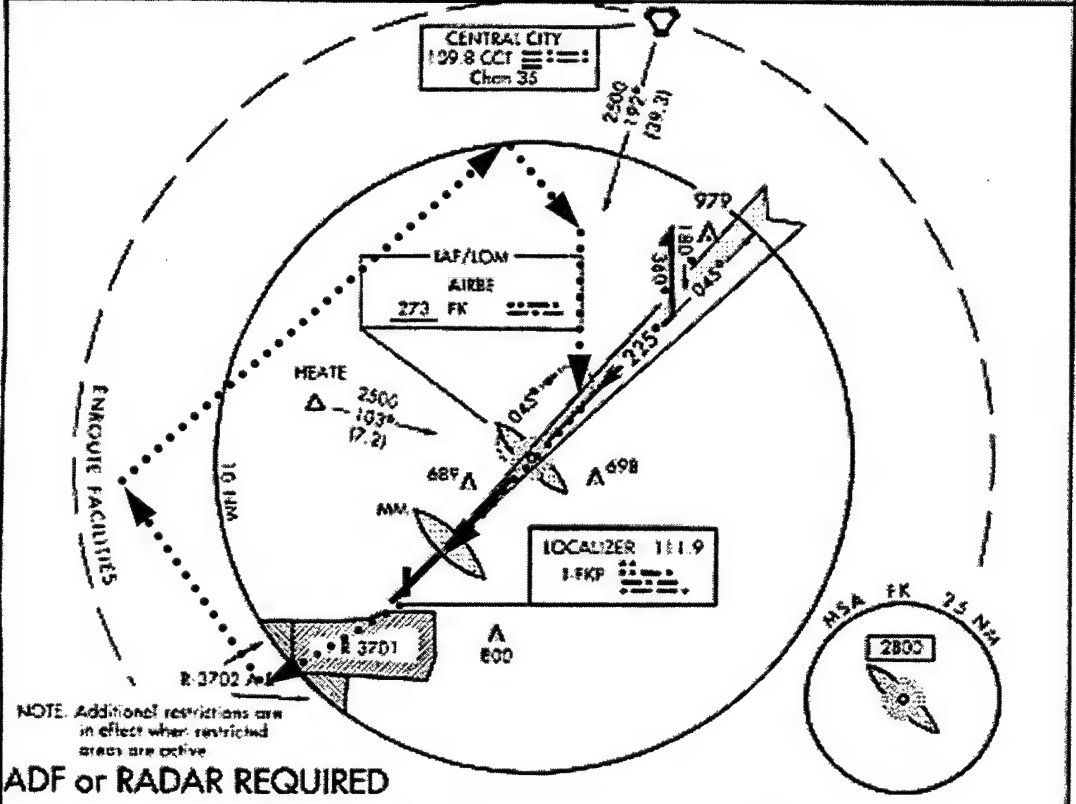 CENTRAL CITY
109.8 CCT
Chan 35
2500
192°
(39.3)
979
180
360
045°
225°
IAF/LOM
AIRBE
273 FK
HEATE
2500
103°
(7.2)
045°
ENROUTE FACILITIES
10 NM
689
698
MM
LOCALIZER 111.9
I-FKP
R 3701
800
R-3702
MSA FK 25 NM
2800
NOTE. Additional restrictions are
in effect when restricted
areas are active
ADF or RADAR REQUIRED